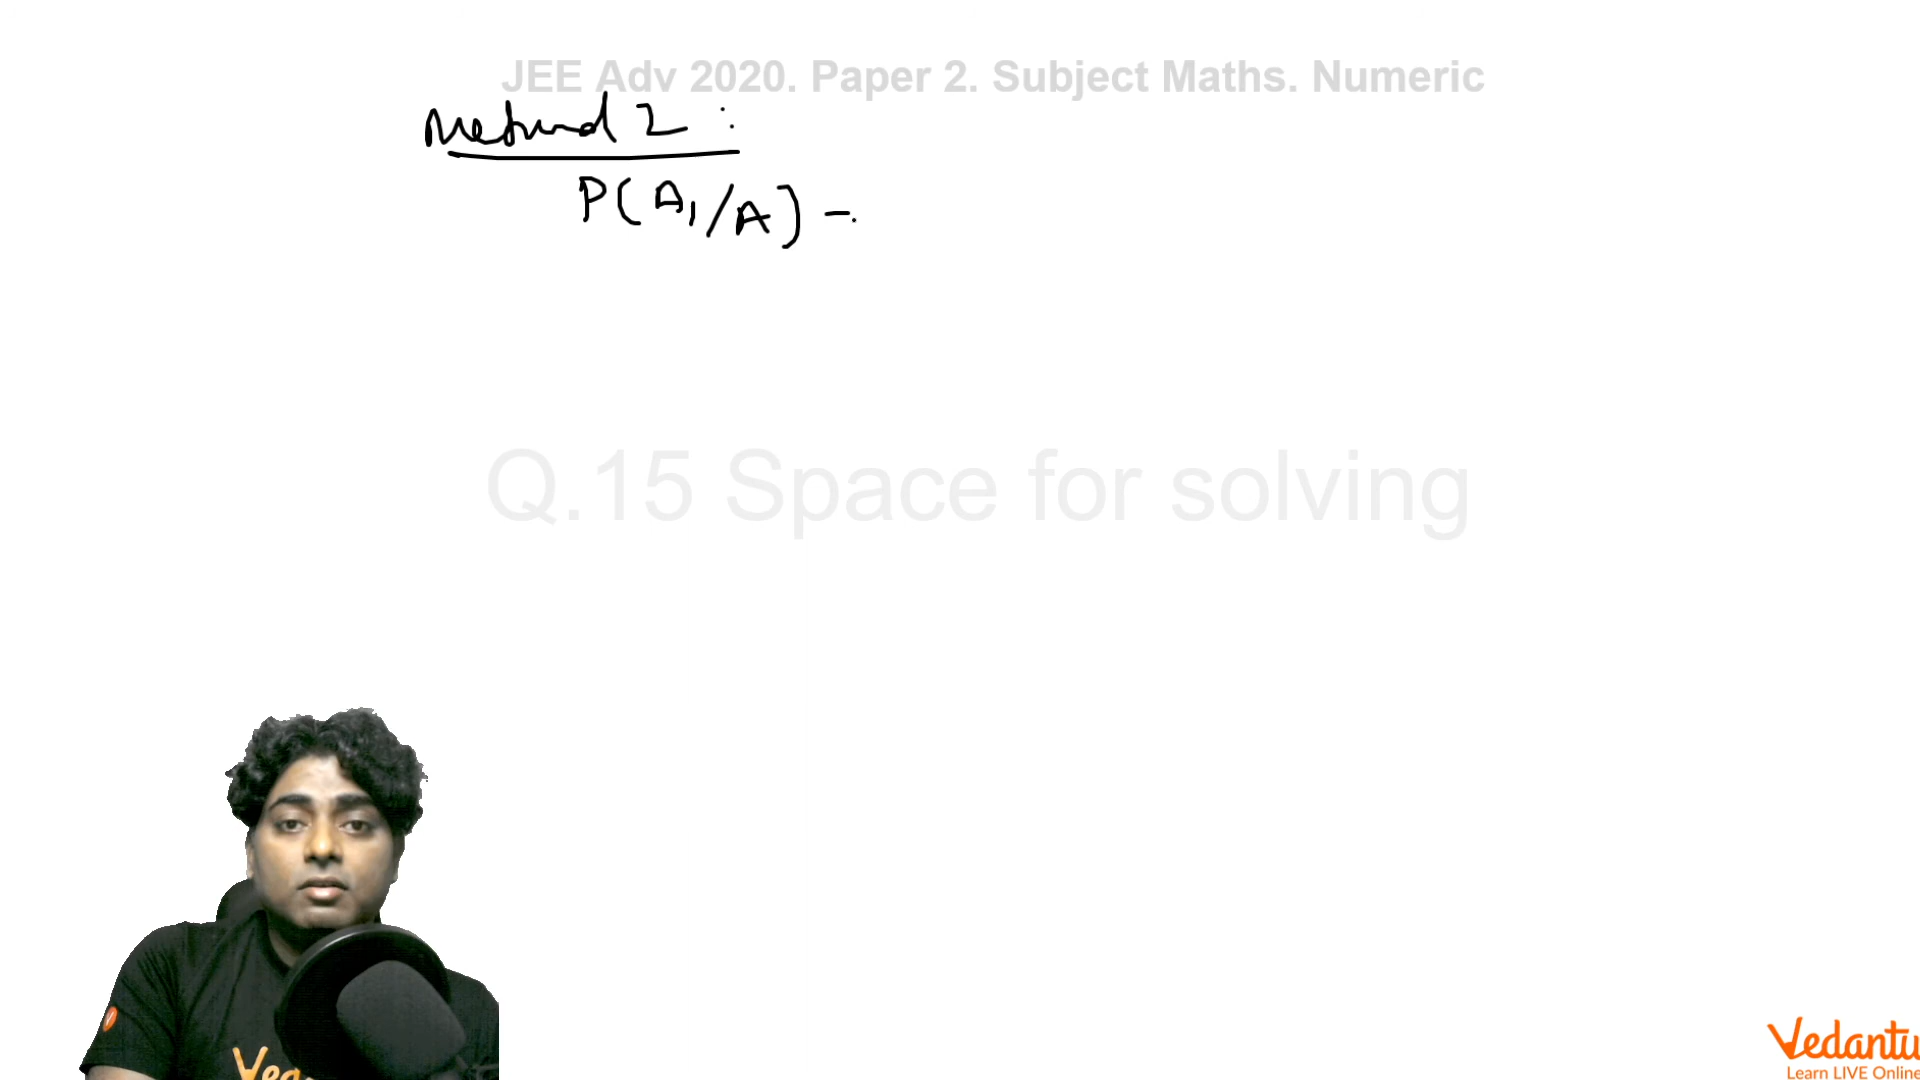 JEE Adv 2020. Paper 2. Subject Maths. Numeric
Method 2 :
P(A₁/A) -
Q.15 Space for solving
Vedantu
Learn LIVE Online